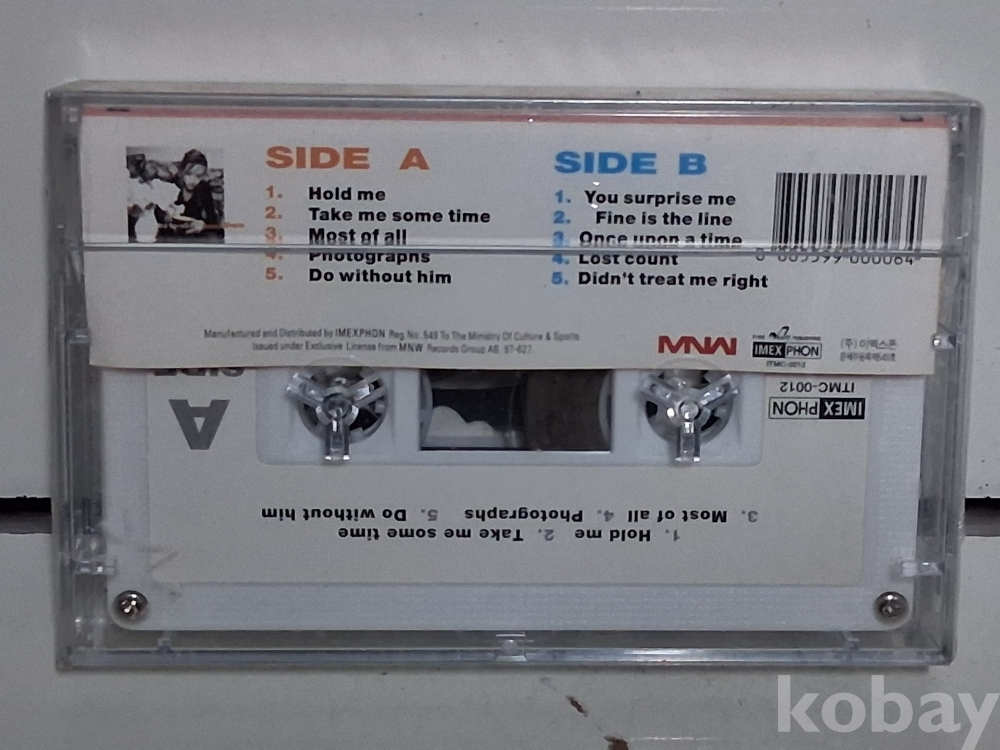 SIDE A
1. Hold me
2. Take me some time
3. Most of all
4. Photographs
5. Do without him
SIDE B
1. You surprise me
2. Fine is the line
3. Once upon a time
4. Lost count
5. Didn't treat me right
Manufactured and Distributed by IMEXPHON Reg. No. 549 To The Ministry Of Culture & Sports.
Issued under Exclusive License from MNW Records Group AB. 97-627.
MNW
IMEX PHON
ITMC-0012
(주) 이멕스폰
SIDE
A
ITMC-0012
IMEX PHON
1. Hold me 2. Take me some time
3. Most of all 4. Photographs 5. Do without him
kobay